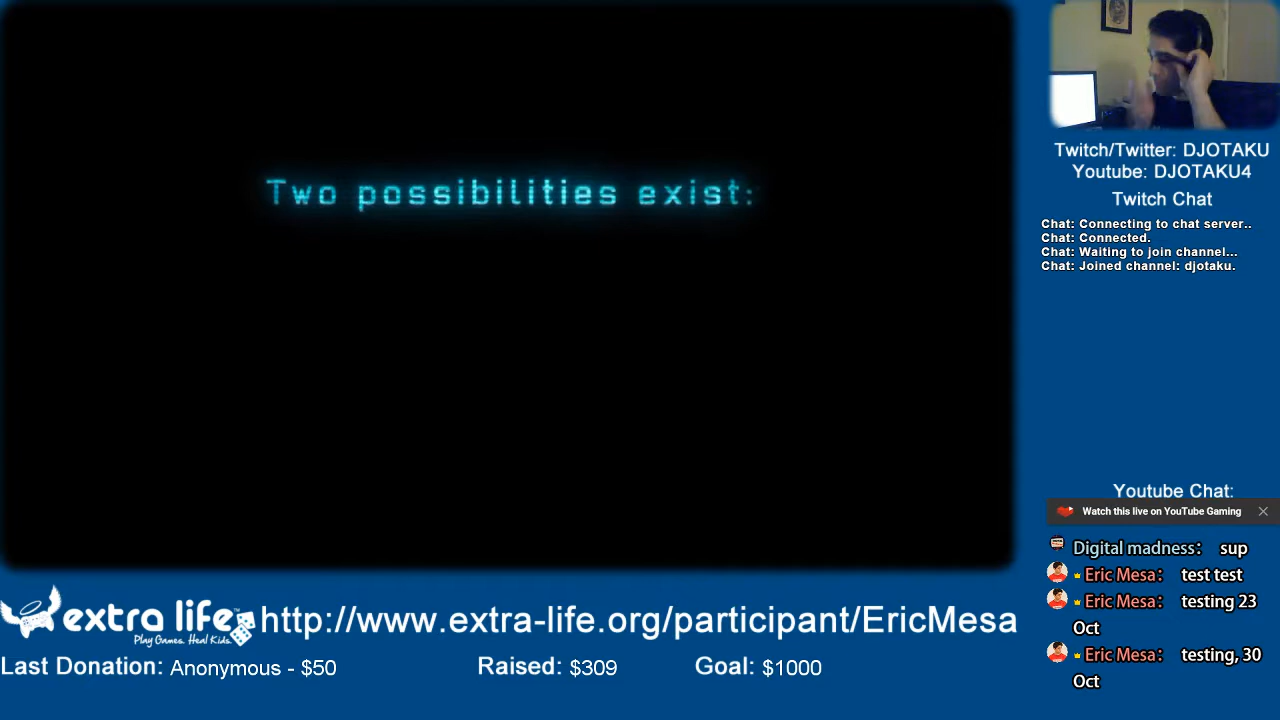 Two possibilities exist:
Twitch/Twitter: DJOTAKU
Youtube: DJOTAKU4
Twitch Chat
Chat: Connecting to chat server..
Chat: Connected.
Chat: Waiting to join channel...
Chat: Joined channel: djotaku.
Youtube Chat:
Watch this live on YouTube Gaming
Digital madness: sup
Eric Mesa: test test
Eric Mesa: testing 23
Oct
Eric Mesa: testing, 30
Oct
extra life™
Play Games. Heal Kids.
http://www.extra-life.org/participant/EricMesa
Last Donation: Anonymous - $50
Raised: $309
Goal: $1000